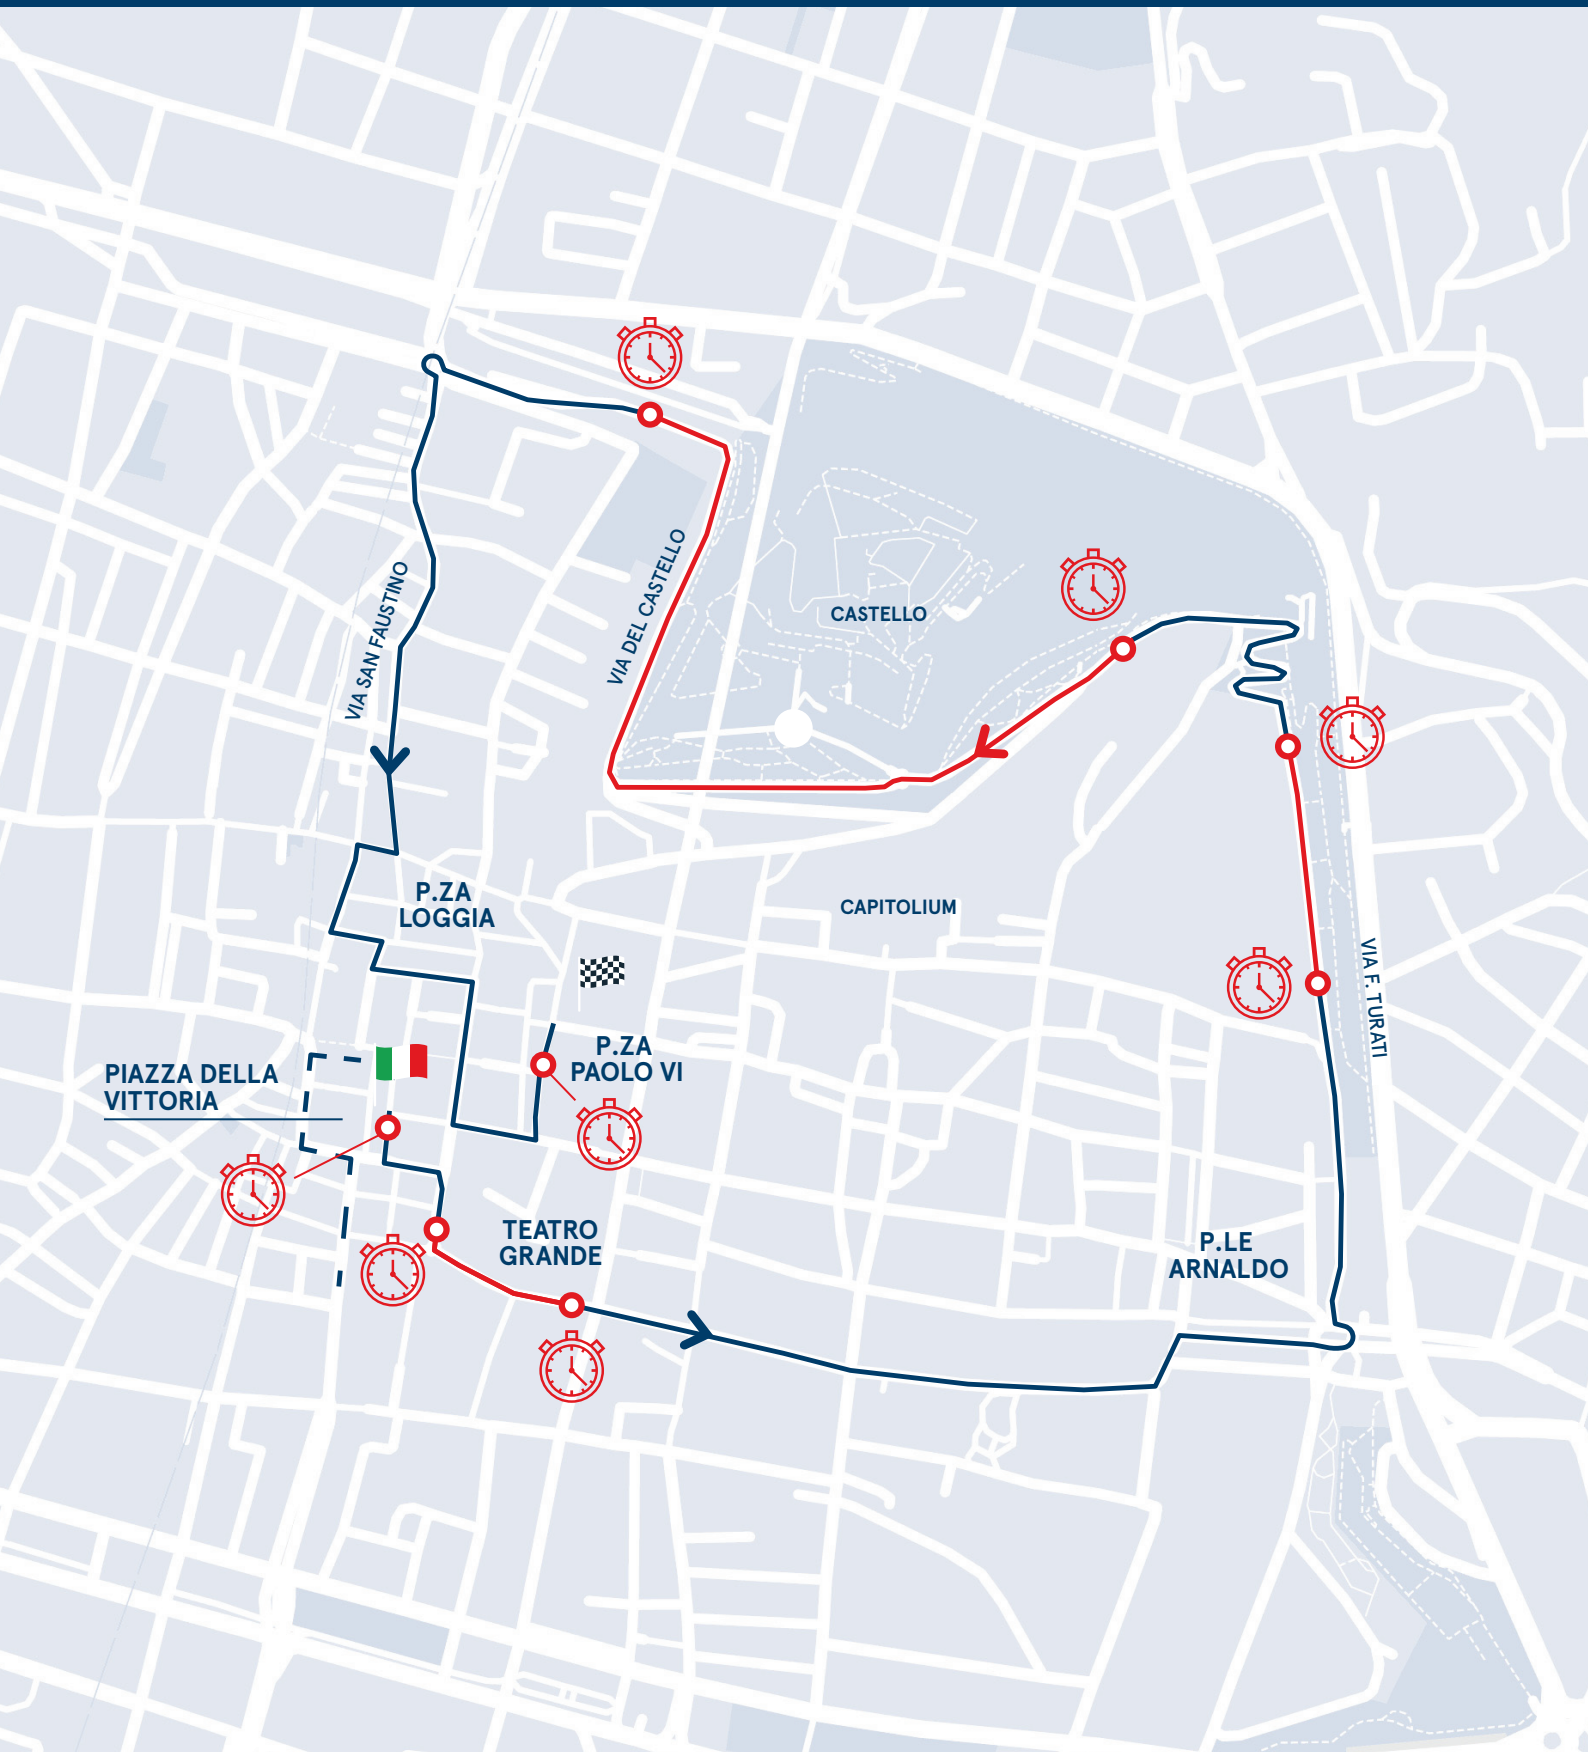 VIA SAN FAUSTINO
VIA DEL CASTELLO
CASTELLO
P.ZA
LOGGIA
CAPITOLIUM
VIA F. TURATI
P.ZA
PAOLO VI
PIAZZA DELLA
VITTORIA
TEATRO
GRANDE
P.LE
ARNALDO